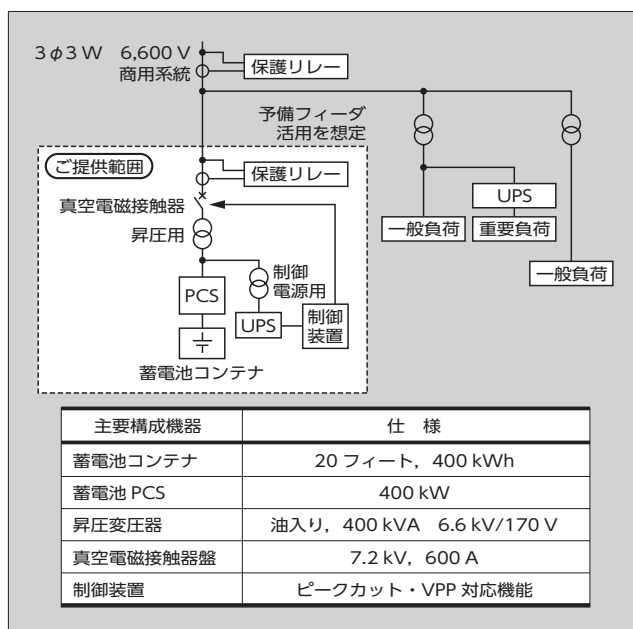 3φ3W 6,600 V
商用系統
保護リレー
予備フィーダ
活用を想定
ご提供範囲
保護リレー
真空電磁接触器
昇圧用
UPS
一般負荷
重要負荷
一般負荷
PCS
制御
電源用
UPS
制御
装置
蓄電池コンテナ
主要構成機器 仕 様
蓄電池コンテナ 20 フィート，400 kWh
蓄電池 PCS 400 kW
昇圧変圧器 油入り，400 kVA 6.6 kV/170 V
真空電磁接触器盤 7.2 kV，600 A
制御装置 ピークカット・VPP 対応機能